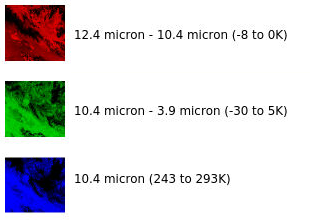 12.4 micron - 10.4 micron (-8 to 0K)
10.4 micron - 3.9 micron (-30 to 5K)
10.4 micron (243 to 293K)